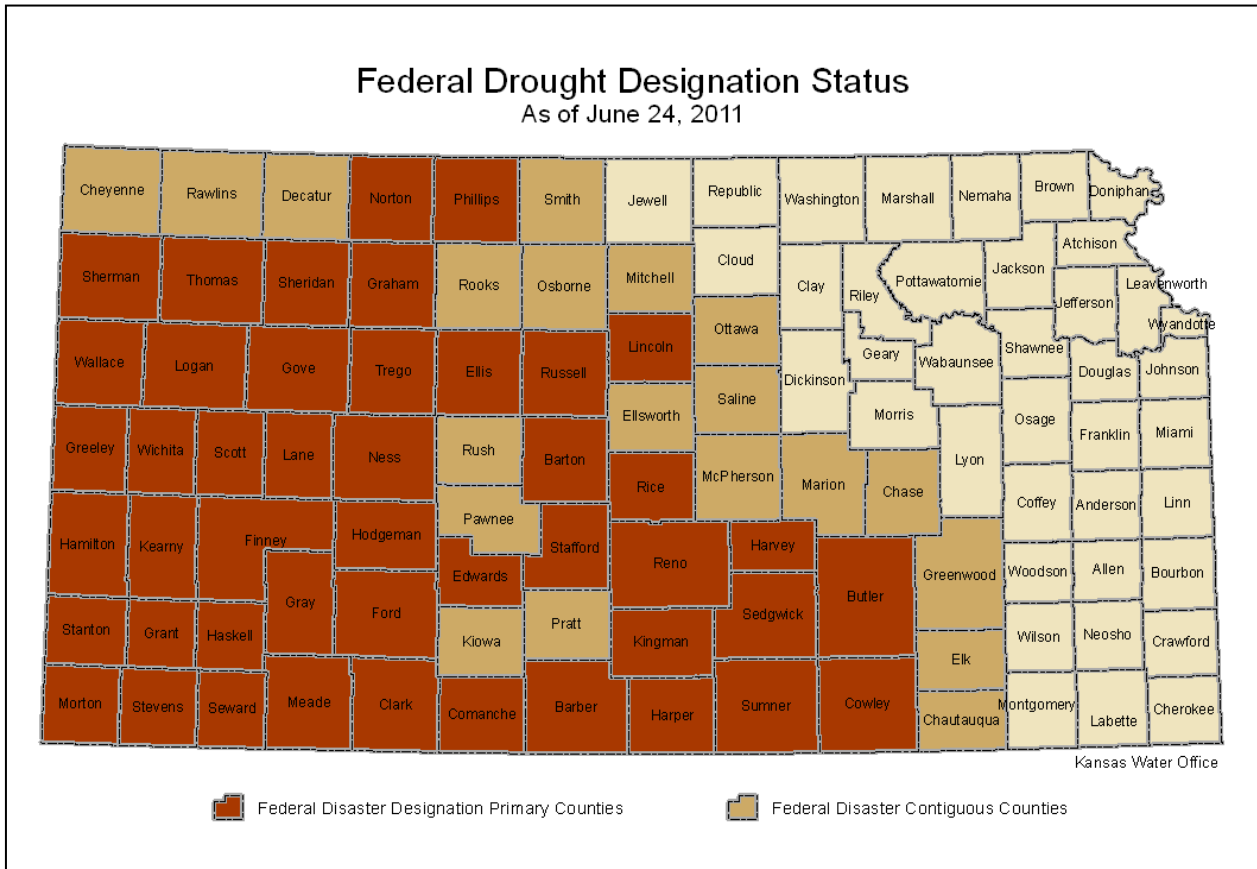 Federal Drought Designation Status
As of June 24, 2011
Cheyenne
Rawlins
Decatur
Norton
Phillips
Smith
Jewell
Republic
Washington
Marshall
Nemaha
Brown
Doniphan
Sherman
Thomas
Sheridan
Graham
Rooks
Osborne
Mitchell
Cloud
Clay
Riley
Pottawatomie
Jackson
Atchison
Jefferson
Leavenworth
Wyandotte
Wallace
Logan
Gove
Trego
Ellis
Russell
Lincoln
Ottawa
Saline
Dickinson
Geary
Wabaunsee
Shawnee
Douglas
Johnson
Ellsworth
Morris
Osage
Franklin
Miami
Greeley
Wichita
Scott
Lane
Ness
Rush
Barton
Rice
McPherson
Marion
Chase
Lyon
Coffey
Anderson
Linn
Hamilton
Kearny
Finney
Hodgeman
Pawnee
Stafford
Edwards
Reno
Harvey
Butler
Greenwood
Woodson
Allen
Bourbon
Gray
Ford
Sedgwick
Stanton
Grant
Haskell
Kiowa
Pratt
Kingman
Elk
Wilson
Neosho
Crawford
Morton
Stevens
Seward
Meade
Clark
Comanche
Barber
Harper
Sumner
Cowley
Chautauqua
Montgomery
Labette
Cherokee
Kansas Water Office
Federal Disaster Designation Primary Counties
Federal Disaster Contiguous Counties